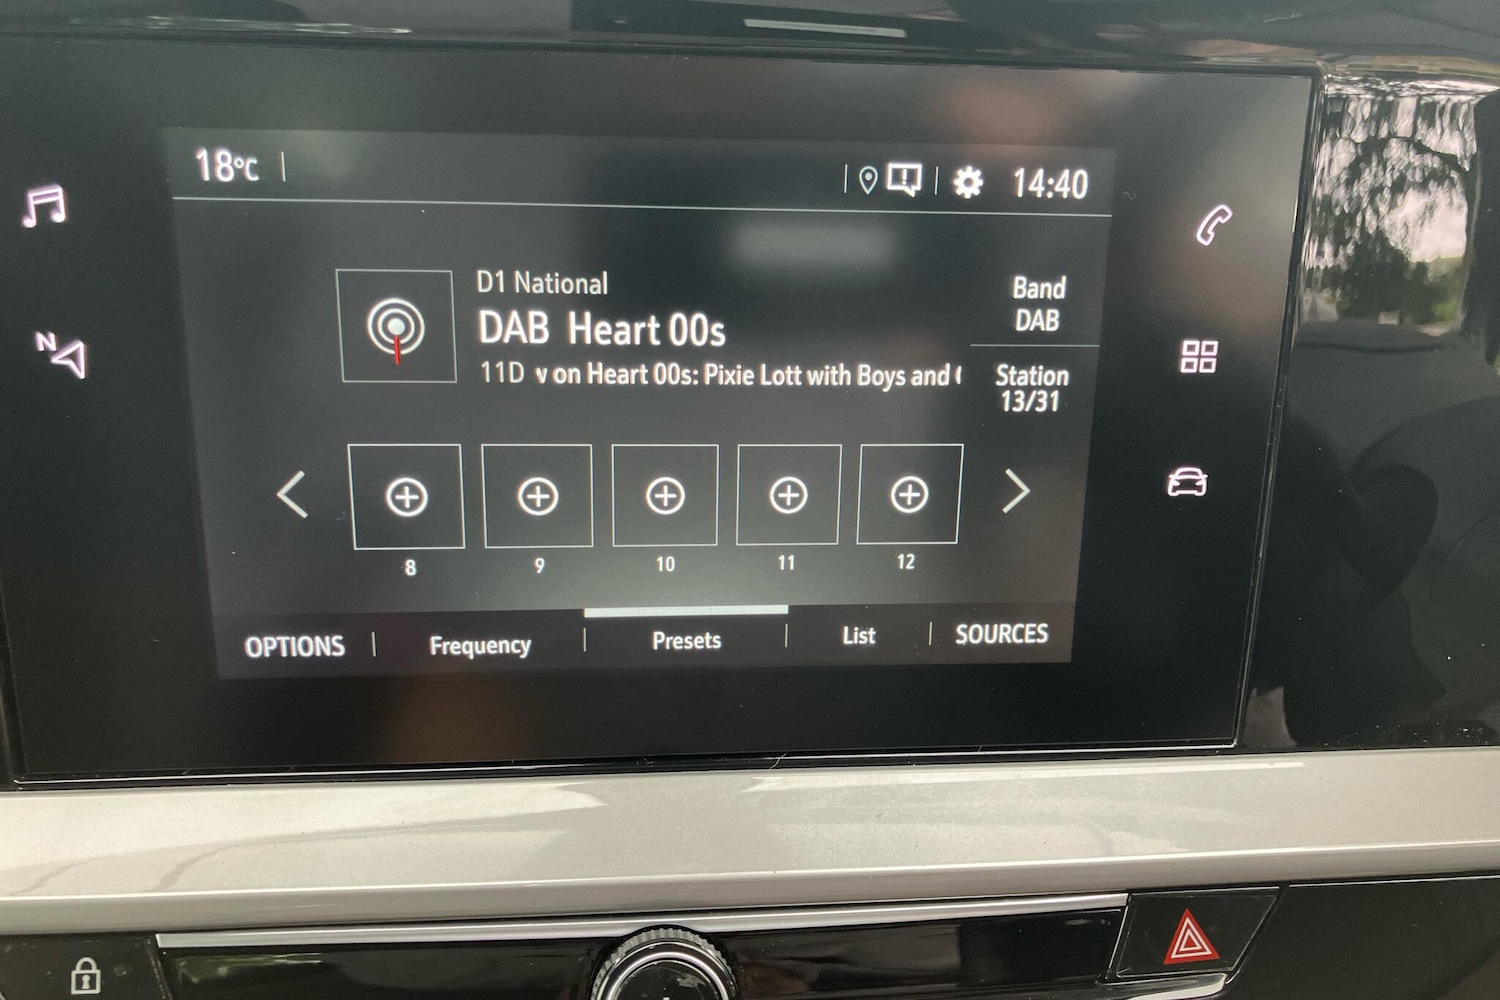 18°C
14:40
N
D1 National
DAB Heart 00s
11D v on Heart 00s: Pixie Lott with Boys and
Band
DAB
Station
13/31
8 9 10 11 12
OPTIONS Frequency Presets List SOURCES